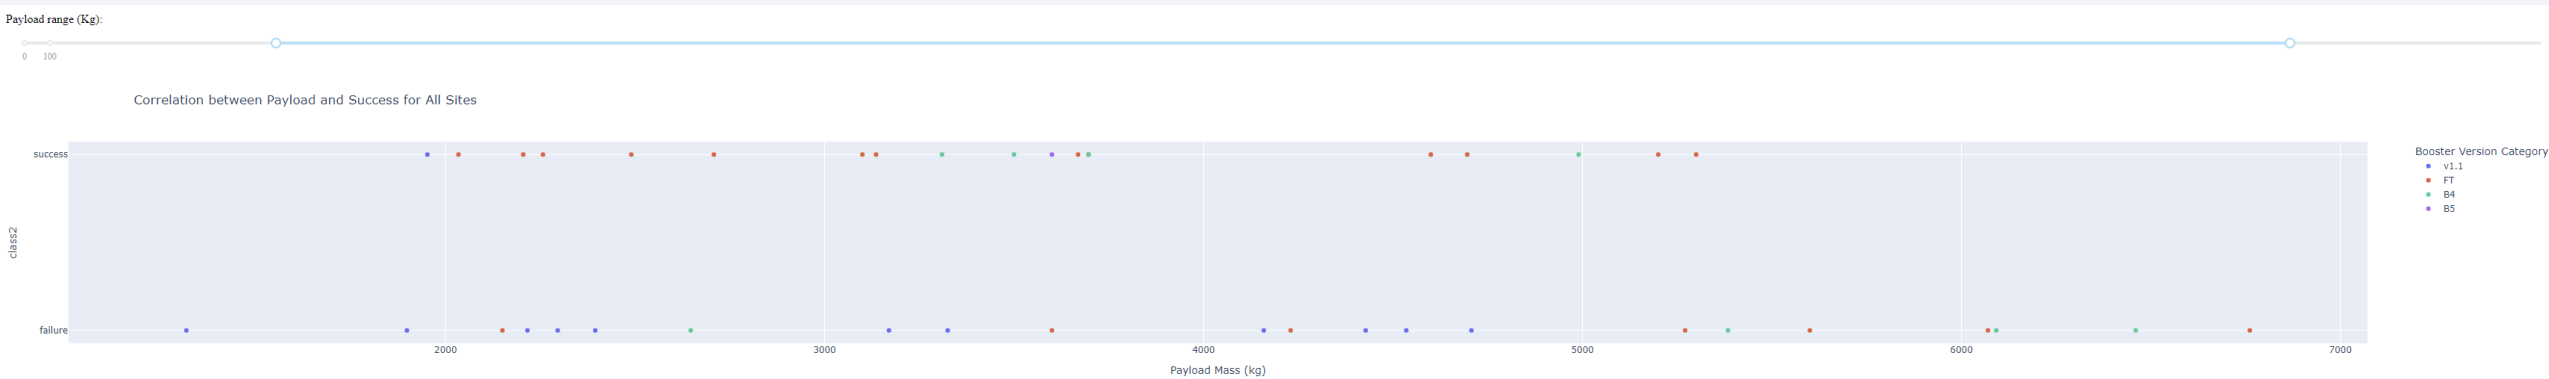 Payload range (Kg):
0 100
Correlation between Payload and Success for All Sites
success
class2
failure
2000 3000 4000 5000 6000 7000
Payload Mass (kg)
Booster Version Category
v1.1
FT
B4
B5